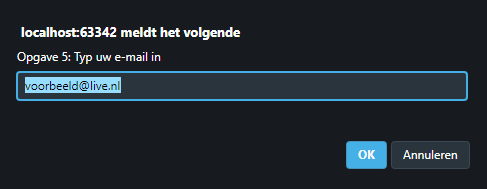 localhost:63342 meldt het volgende
Opgave 5: Typ uw e-mail in
voorbeeld@live.nl
OK Annuleren